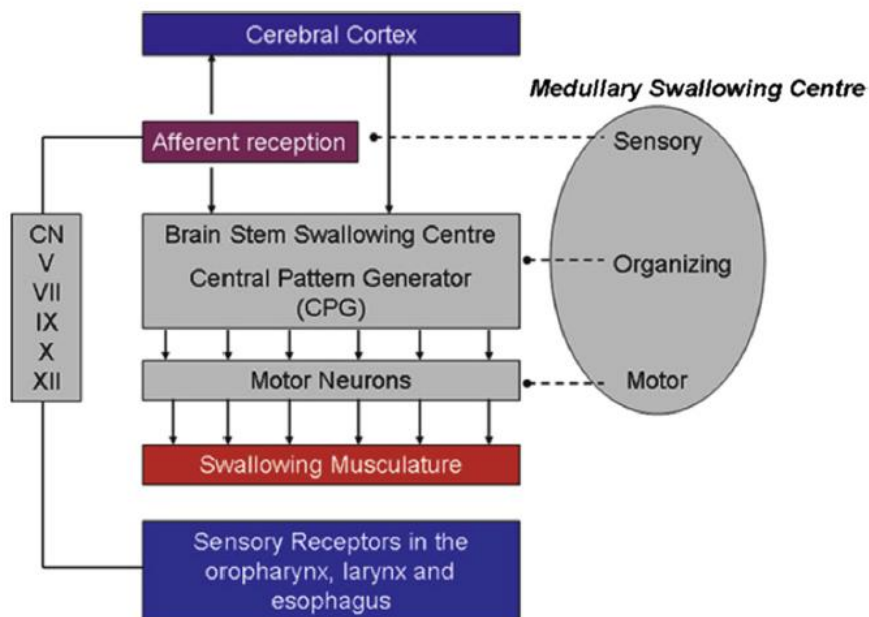 Cerebral Cortex
Medullary Swallowing Centre
Afferent reception
Sensory
CN
V
VII
IX
X
XII
Brain Stem Swallowing Centre
Central Pattern Generator
(CPG)
Organizing
Motor Neurons
Motor
Swallowing Musculature
Sensory Receptors in the
oropharynx, larynx and
esophagus